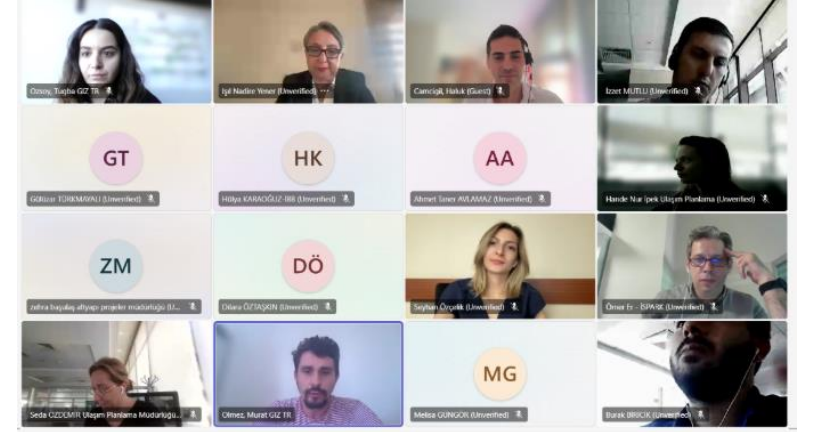 Özsoy, Tugba GIZ TR
Işıl Nadire Yener (Unverified)
Camcigil, Haluk (Guest)
İzzet MUTLU (Unverified)
GT
HK
AA
Gülizar TÜRKMAYALI (Unverified)
Hülya KARAOĞUZ-İBB (Unverified)
Ahmet Taner AVLAMAZ (Unverified)
Hande Nur İpek Ulaşım Planlama (Unverified)
ZM
DÖ
zehra başulaş altyapı projeler müdürlüğü (U...
Dilara ÖZTAŞKIN (Unverified)
Seyhan Özçelik (Unverified)
Ömer Er - İSPARK (Unverified)
MG
Seda ÖZDEMİR Ulaşım Planlama Müdürlüğü...
Olmez, Murat GIZ TR
Melisa GÜNGÖR (Unverified)
Burak BİRİCİK (Unverified)